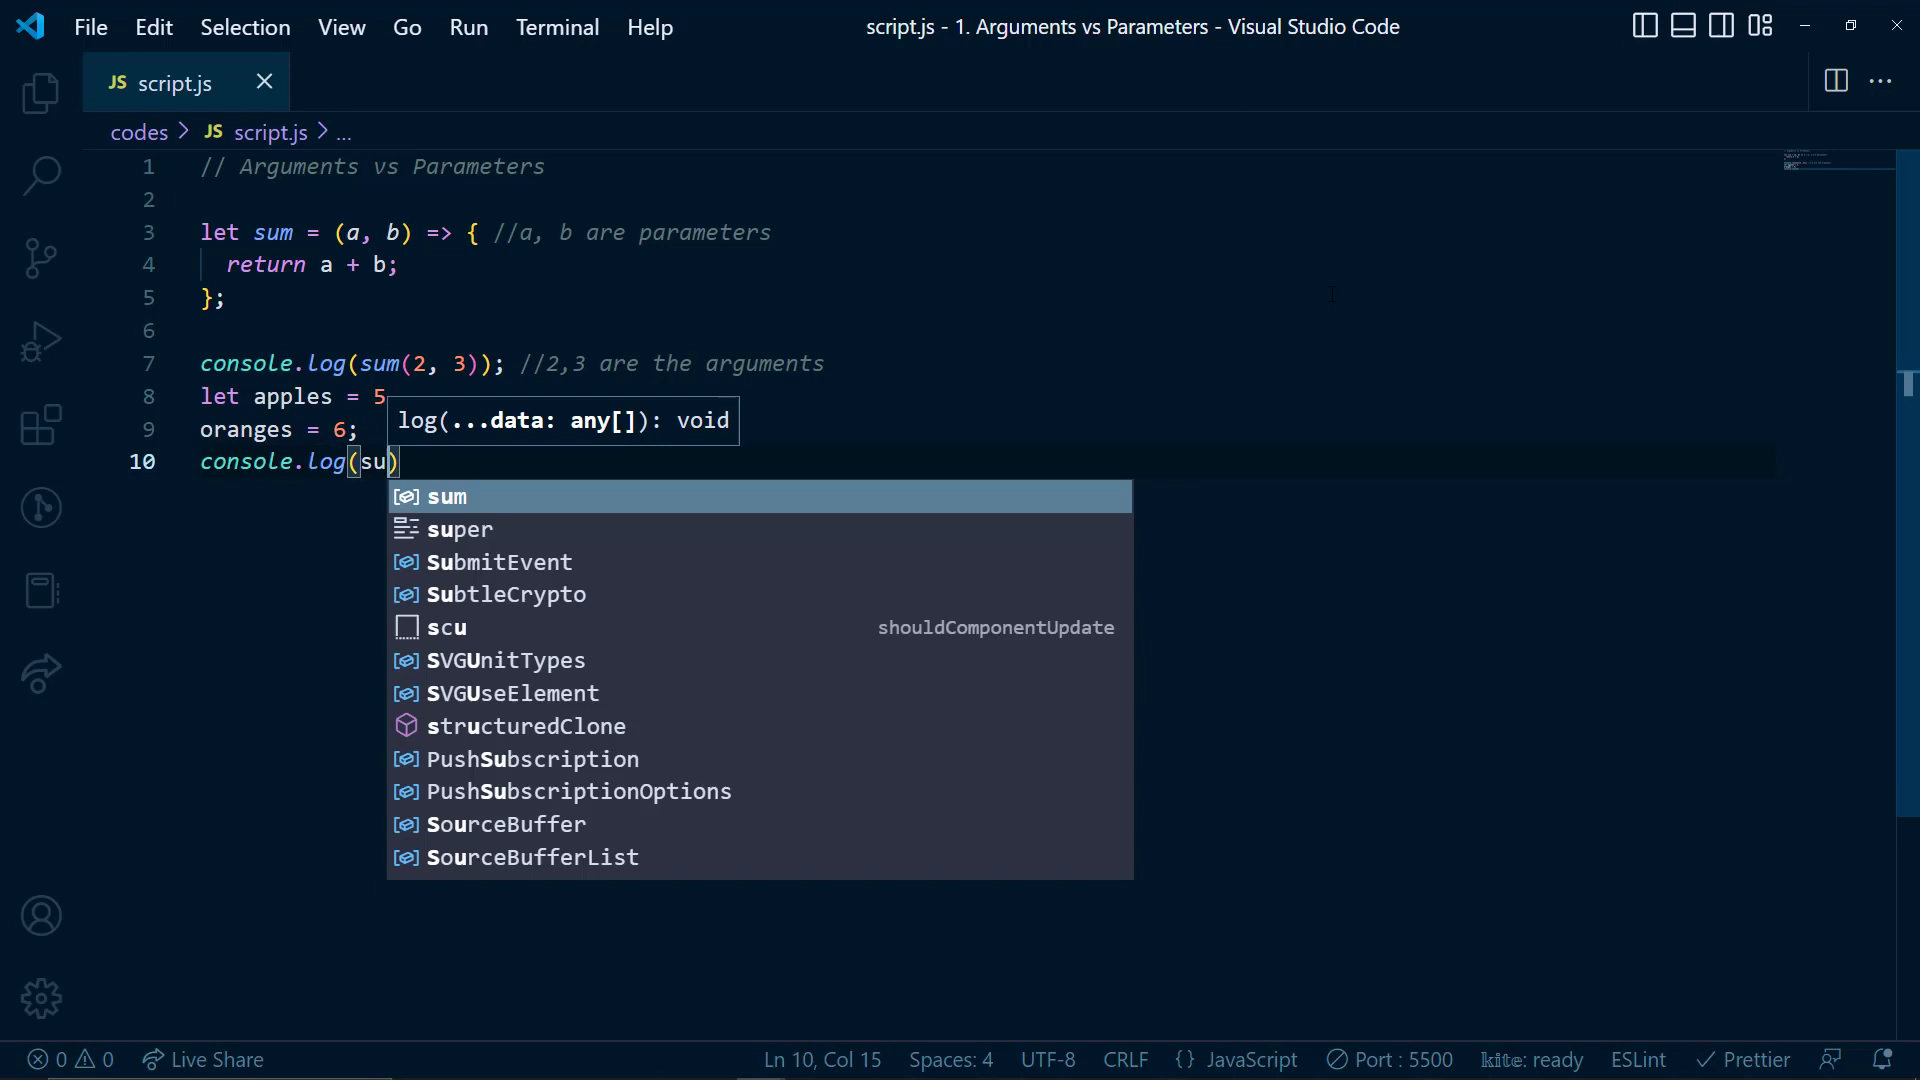 File Edit Selection View Go Run Terminal Help script.js - 1. Arguments vs Parameters - Visual Studio Code
JS script.js
codes > JS script.js > ...
1 // Arguments vs Parameters
2
3 let sum = (a, b) => { //a, b are parameters
4 return a + b;
5 };
6
7 console.log(sum(2, 3)); //2,3 are the arguments
8 let apples = 5
9 oranges = 6;
log(...data: any[]): void
10 console.log(su)
sum
super
SubmitEvent
SubtleCrypto
scu shouldComponentUpdate
SVGUnitTypes
SVGUseElement
structuredClone
PushSubscription
PushSubscriptionOptions
SourceBuffer
SourceBufferList
0 0 Live Share Ln 10, Col 15 Spaces: 4 UTF-8 CRLF {} JavaScript Port : 5500 kite: ready ESLint Prettier